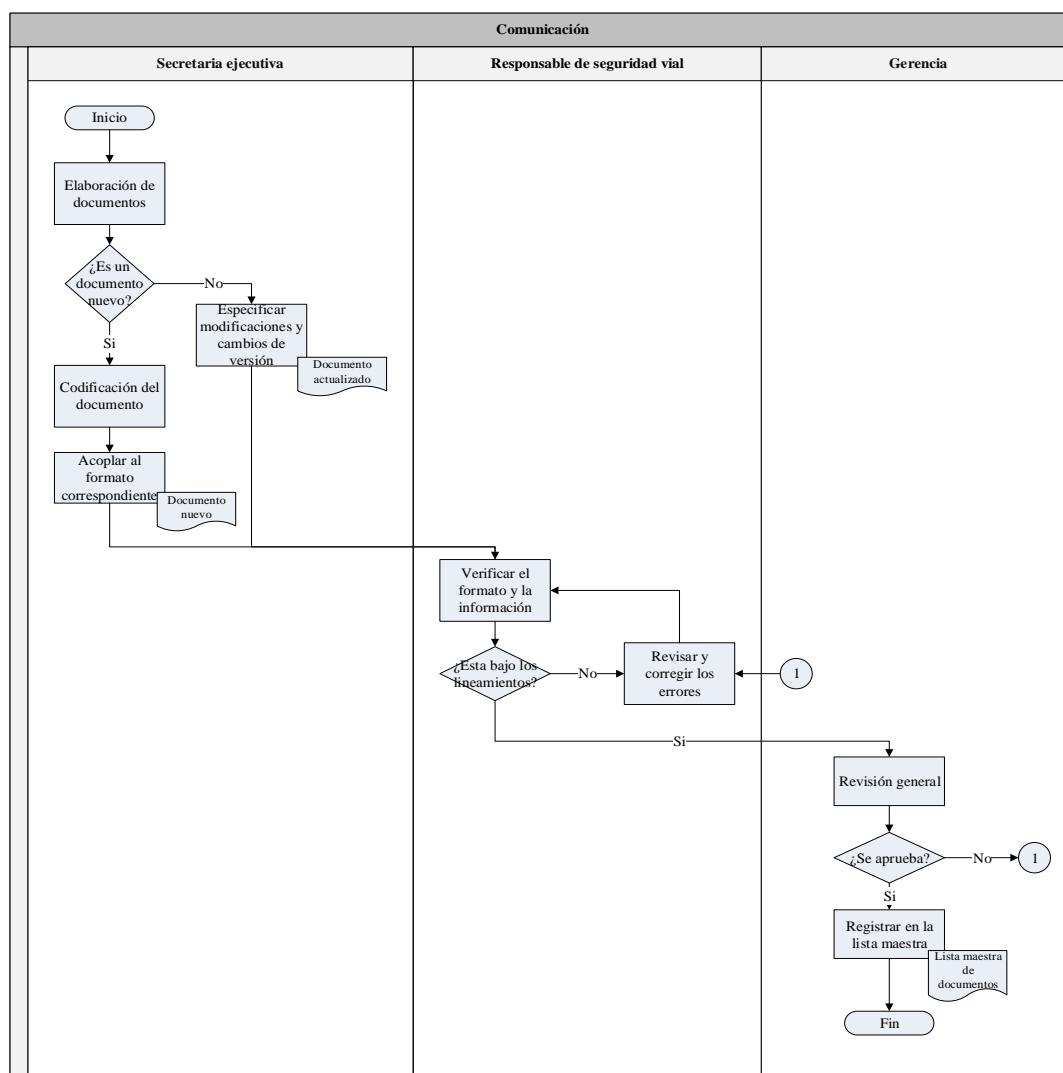 Comunicación
Secretaria ejecutiva
Responsable de seguridad vial
Gerencia
Inicio
Elaboración de
documentos
¿Es un
documento
nuevo?
No
Especificar
modificaciones y
cambios de
versión
Documento
actualizado
Si
Codificación del
documento
Acoplar al
formato
correspondiente
Documento
nuevo
Verificar el
formato y la
información
¿Esta bajo los
lineamientos?
No
Revisar y
corregir los
errores
1
Si
Revisión general
¿Se aprueba?
No
1
Si
Registrar en la
lista maestra
Lista maestra
de
documentos
Fin